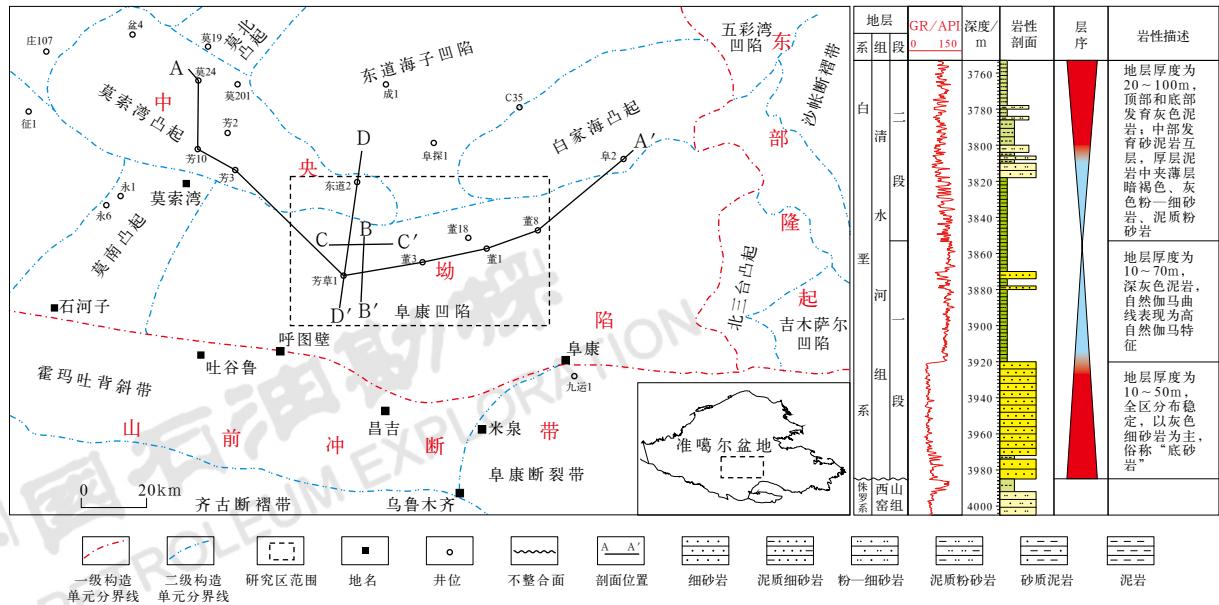 庄107
盆4
莫19
莫北凸起
A
莫24
莫201
征1
莫索湾凸起
中
芳2
芳10
芳3
东道海子凹陷
成1
C35
五彩湾
凹陷
东
沙帐断褶带
白家海凸起
A′
阜2
阜探1
部
央
D
东道2
永1
永6
莫索湾
莫南凸起
B
C
C′
董18
董8
董1
董3
坳
芳草1
D′
B′
阜康凹陷
隆
北三台凸起
起
吉木萨尔
凹陷
石河子
呼图壁
陷
阜康
吐谷鲁
九运1
霍玛吐背斜带
昌吉
米泉
山
前
冲
断
带
阜康断裂带
准噶尔盆地
0 20km
齐古断褶带
乌鲁木齐
中国石油勘探
PETROLEUM EXPLORATION
地层
系
组
段
GR/API
0 150
深度/
m
岩性
剖面
层
序
岩性描述
白
垩
系
清
水
河
组
二
段
一
段
侏罗系
西山
窑组
3760
3780
3800
3820
3840
3860
3880
3900
3920
3940
3960
3980
4000
地层厚度为
20～100m，
顶部和底部
发育灰色泥
岩；中部发
育砂泥岩互
层，厚层泥
岩中夹薄层
暗褐色、灰
色粉—细砂
岩、泥质粉
砂岩
地层厚度为
10～70m，
深灰色泥岩，
自然伽马曲
线表现为高
自然伽马特
征
地层厚度为
10～50m，
全区分布稳
定，以灰色
细砂岩为主，
俗称“底砂
岩”
一级构造
单元分界线
二级构造
单元分界线
研究区范围
地名
井位
不整合面
A A′
剖面位置
细砂岩
泥质细砂岩
粉—细砂岩
泥质粉砂岩
砂质泥岩
泥岩